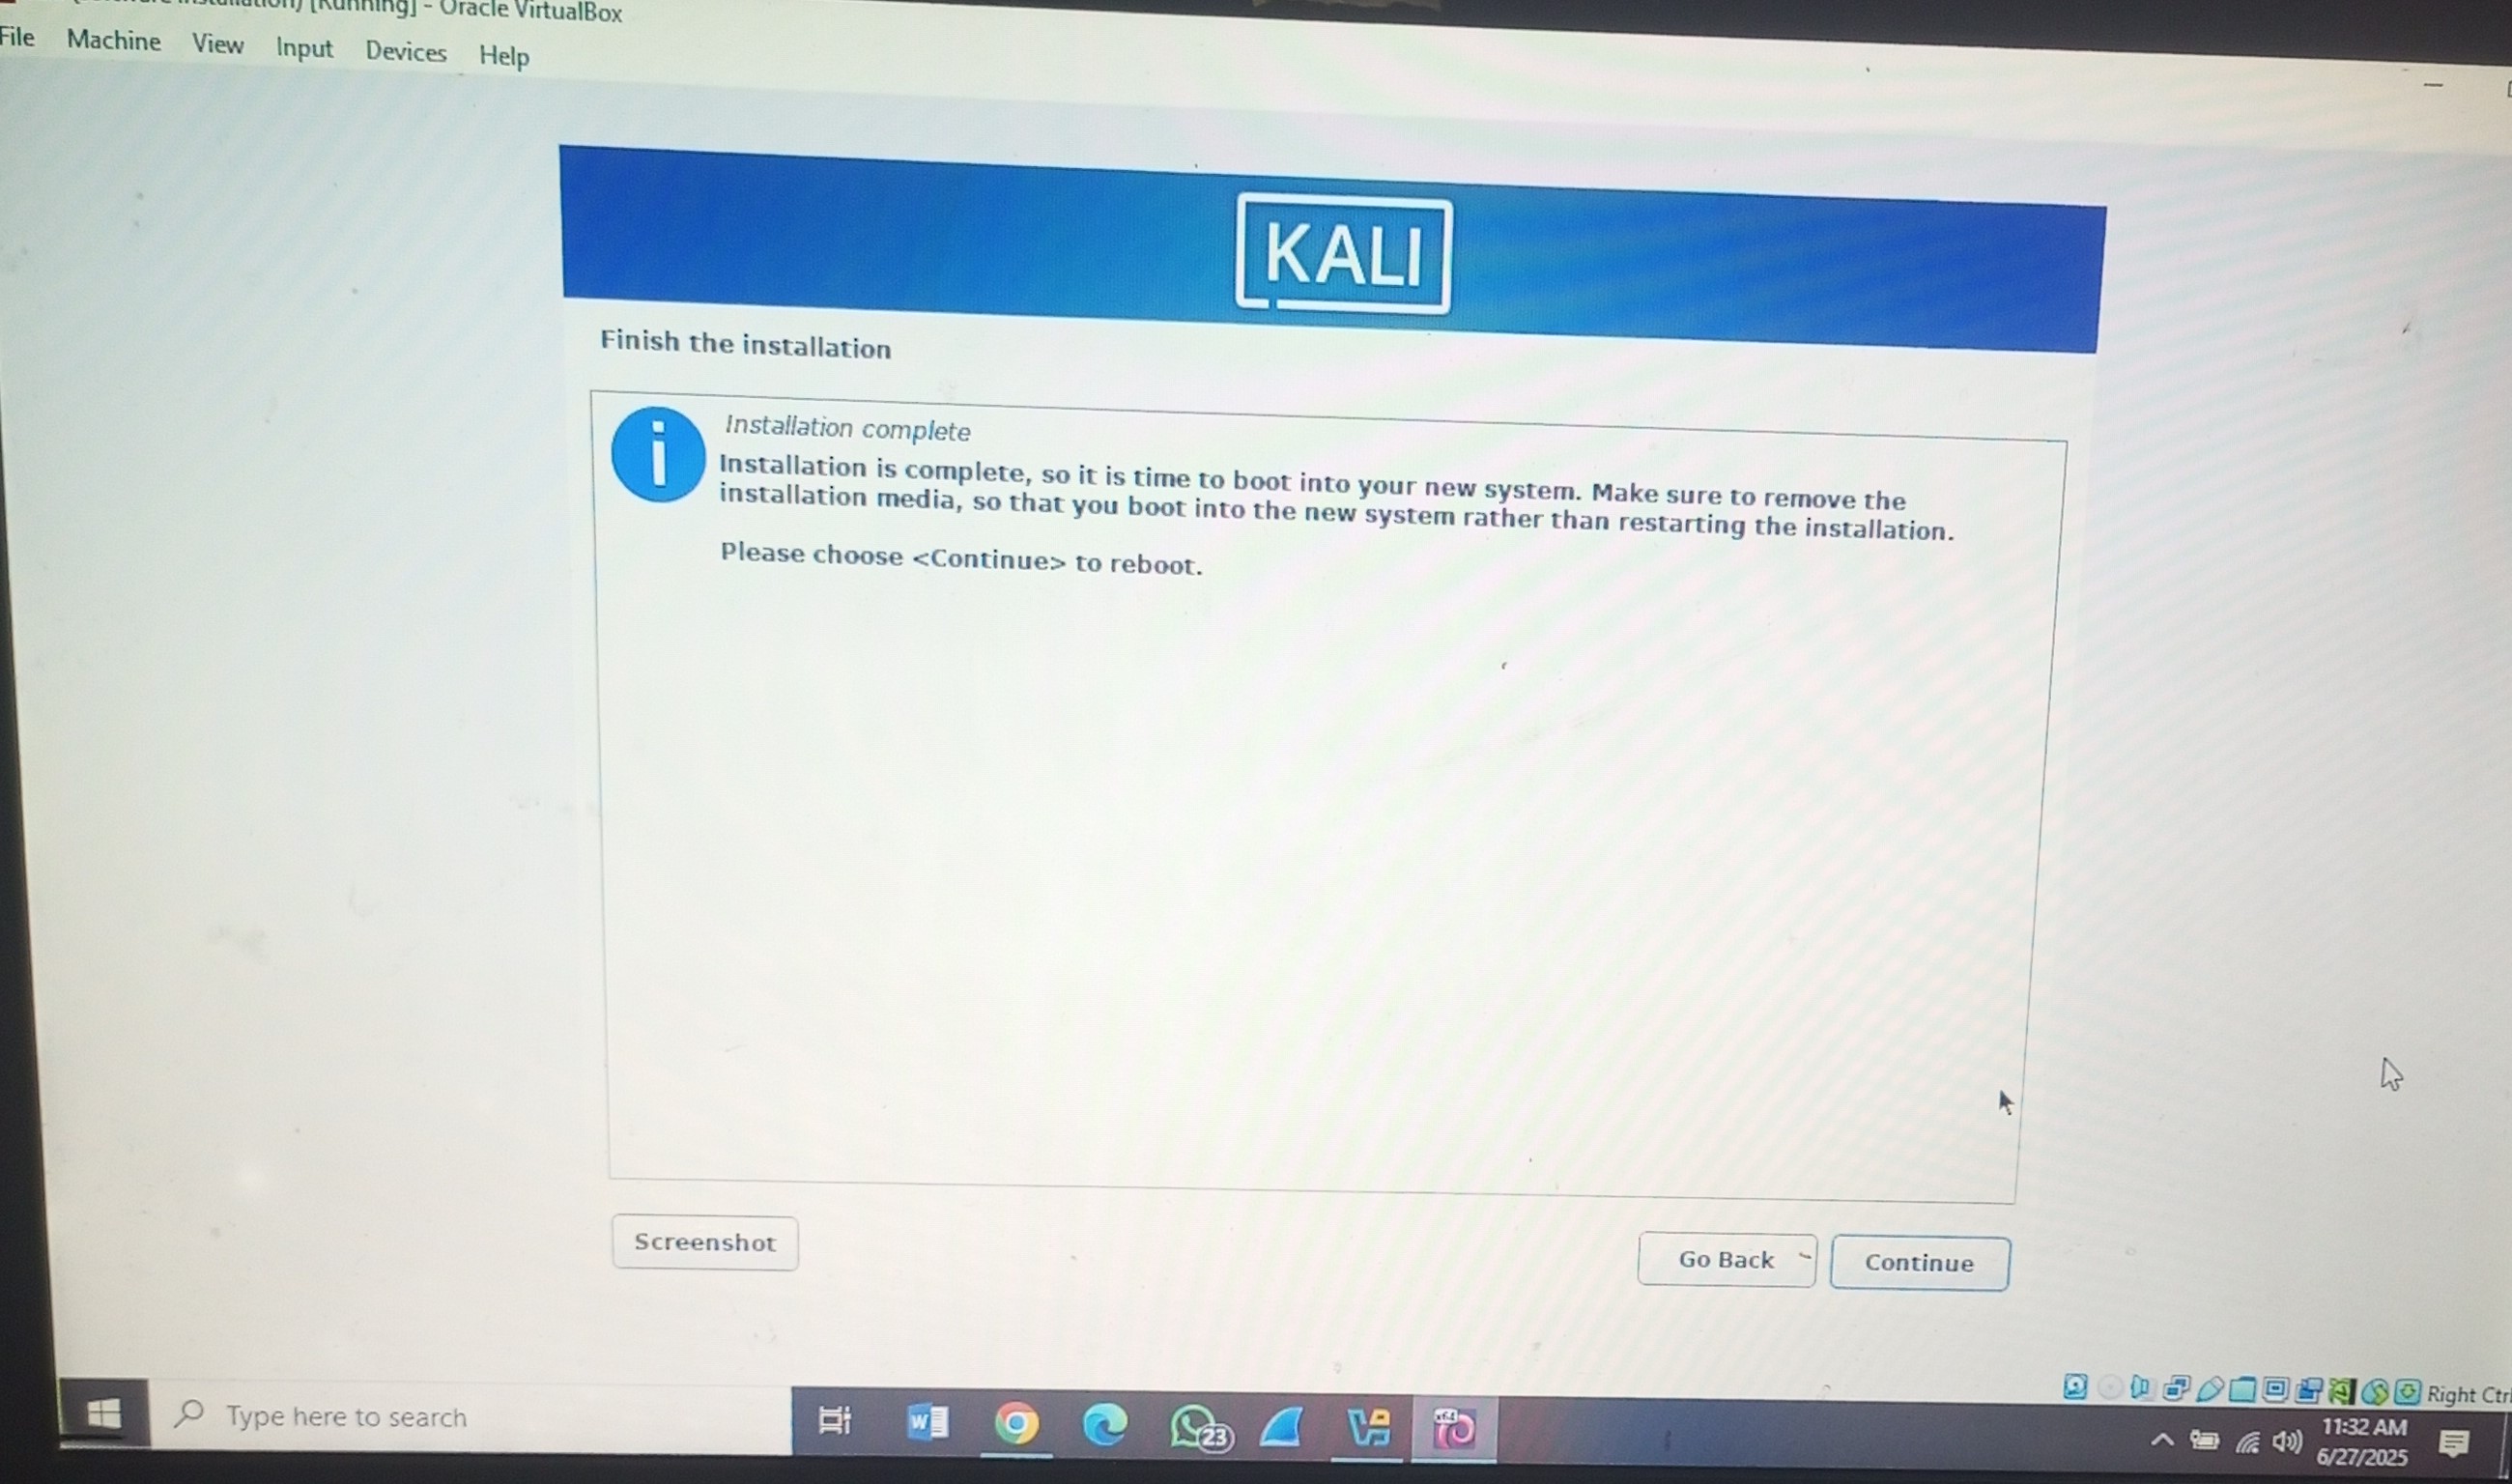 [Running] - Oracle VirtualBox
File Machine View Input Devices Help
KALI
Finish the installation
Installation complete
Installation is complete, so it is time to boot into your new system. Make sure to remove the
installation media, so that you boot into the new system rather than restarting the installation.
Please choose <Continue> to reboot.
Screenshot
Go Back
Continue
Right Ctrl
Type here to search
W
23
x64
11:32 AM
6/27/2025